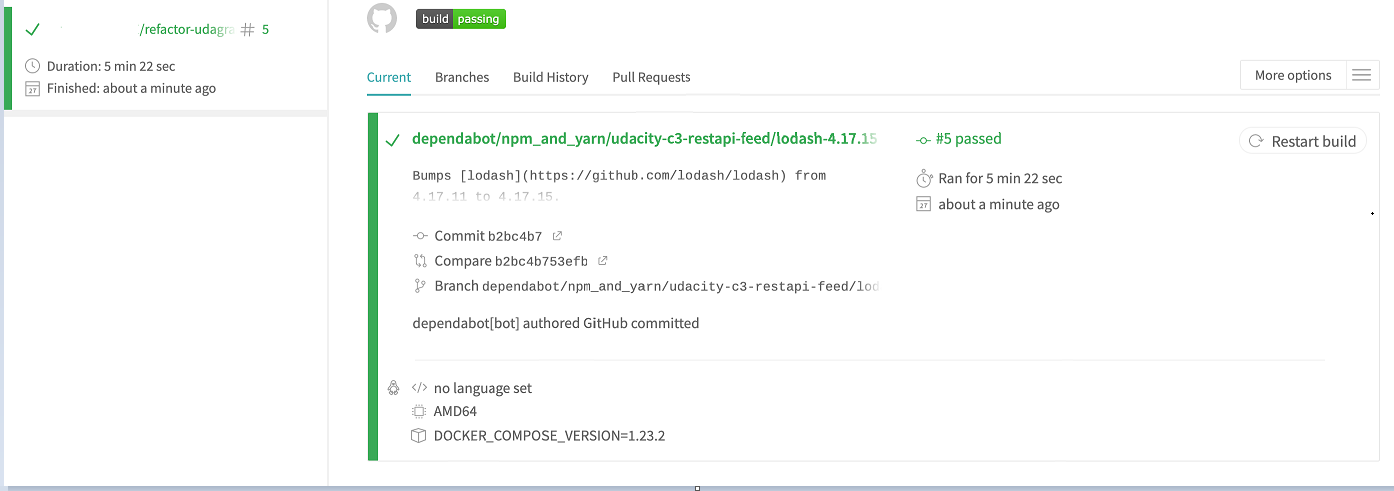 /refactor-udagra # 5
Duration: 5 min 22 sec
Finished: about a minute ago
build passing
Current Branches Build History Pull Requests
More options
dependabot/npm_and_yarn/udacity-c3-restapi-feed/lodash-4.17.15
Bumps [lodash](https://github.com/lodash/lodash) from
4.17.11 to 4.17.15.
Commit b2bc4b7
Compare b2bc4b753efb
Branch dependabot/npm_and_yarn/udacity-c3-restapi-feed/lod
dependabot[bot] authored GitHub committed
#5 passed
Ran for 5 min 22 sec
about a minute ago
Restart build
no language set
AMD64
DOCKER_COMPOSE_VERSION=1.23.2